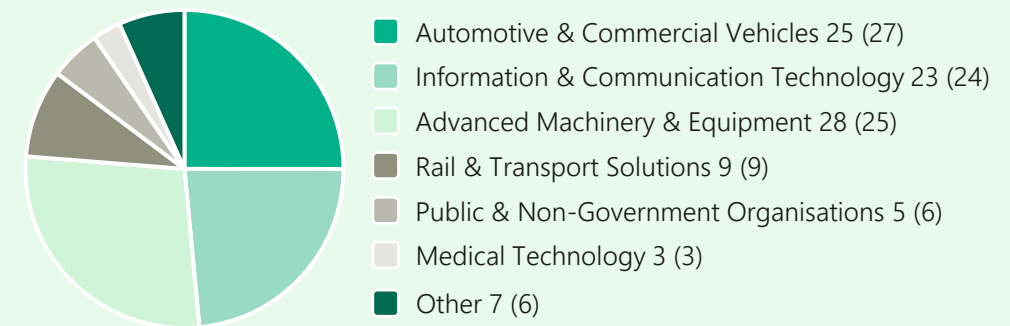 Automotive & Commercial Vehicles 25 (27)
Information & Communication Technology 23 (24)
Advanced Machinery & Equipment 28 (25)
Rail & Transport Solutions 9 (9)
Public & Non-Government Organisations 5 (6)
Medical Technology 3 (3)
Other 7 (6)